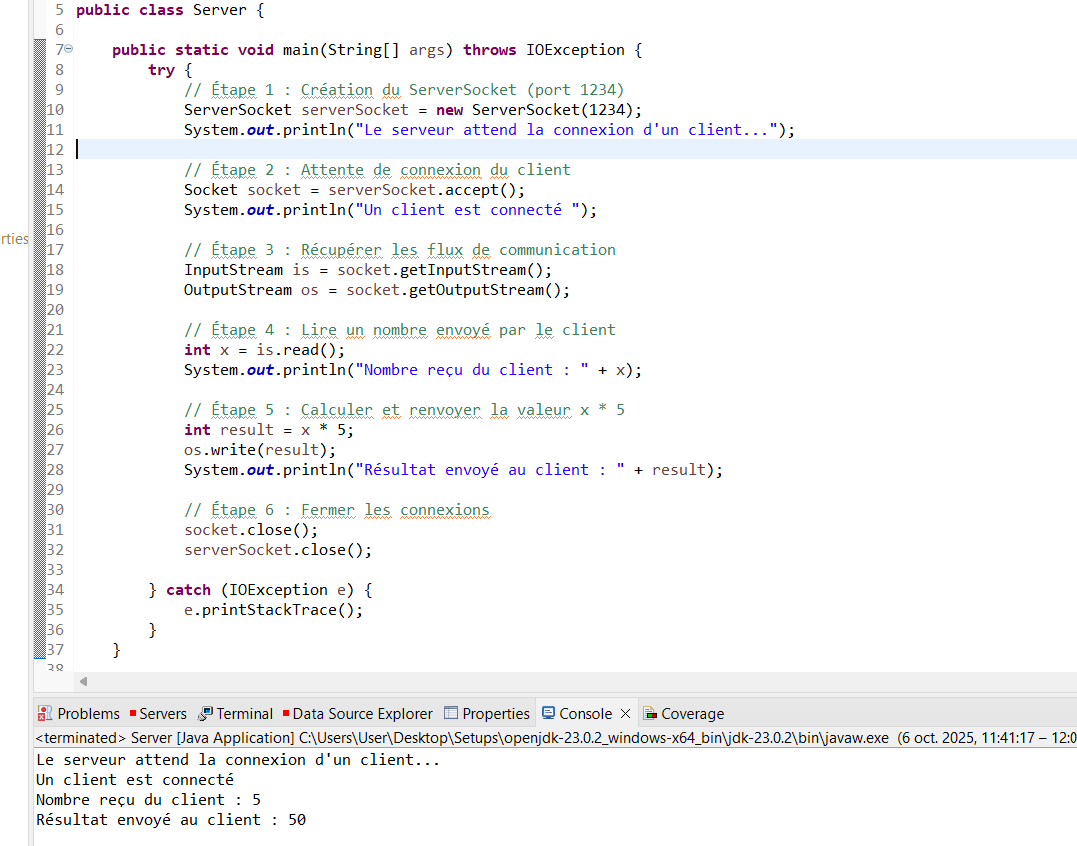 5 public class Server {
6
7 public static void main(String[] args) throws IOException {
8 try {
9 // Étape 1 : Création du ServerSocket (port 1234)
10 ServerSocket serverSocket = new ServerSocket(1234);
11 System.out.println("Le serveur attend la connexion d'un client...");
12
13 // Étape 2 : Attente de connexion du client
14 Socket socket = serverSocket.accept();
15 System.out.println("Un client est connecté ");
16
rties
17 // Étape 3 : Récupérer les flux de communication
18 InputStream is = socket.getInputStream();
19 OutputStream os = socket.getOutputStream();
20
21 // Étape 4 : Lire un nombre envoyé par le client
22 int x = is.read();
23 System.out.println("Nombre reçu du client : " + x);
24
25 // Étape 5 : Calculer et renvoyer la valeur x * 5
26 int result = x * 5;
27 os.write(result);
28 System.out.println("Résultat envoyé au client : " + result);
29
30 // Étape 6 : Fermer les connexions
31 socket.close();
32 serverSocket.close();
33
34 } catch (IOException e) {
35 e.printStackTrace();
36 }
37 }
38
Problems Servers Terminal Data Source Explorer Properties Console Coverage
<terminated> Server [Java Application] C:\Users\User\Desktop\Setups\openjdk-23.0.2_windows-x64_bin\jdk-23.0.2\bin\javaw.exe (6 oct. 2025, 11:41:17 – 12:0
Le serveur attend la connexion d'un client...
Un client est connecté
Nombre reçu du client : 5
Résultat envoyé au client : 50